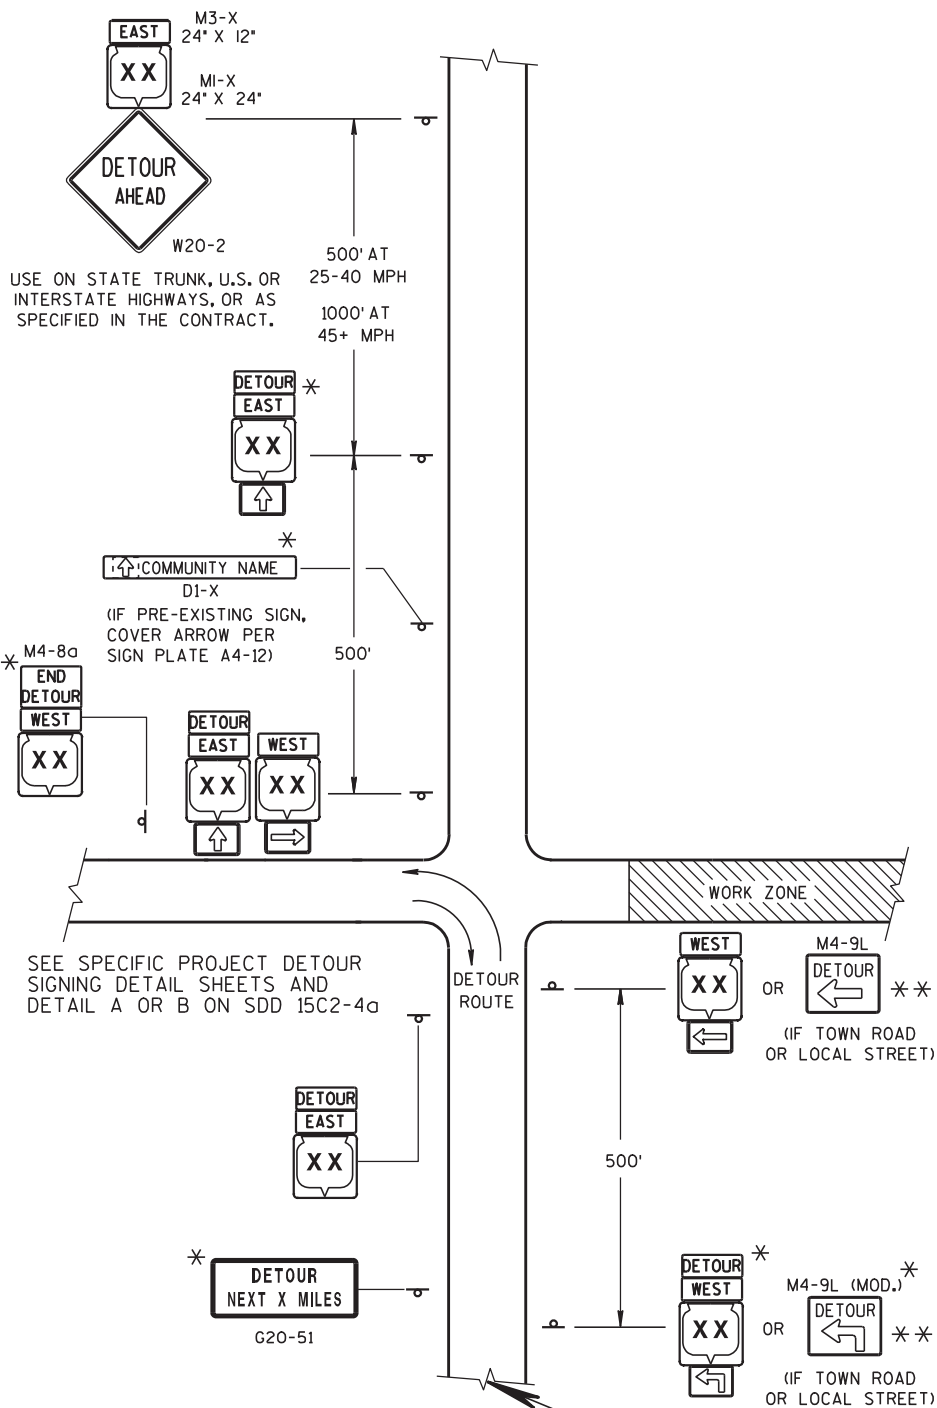 EAST
M3-X
24" X 12"
XX
M1-X
24" X 24"
DETOUR
AHEAD
W20-2
USE ON STATE TRUNK, U.S. OR
INTERSTATE HIGHWAYS, OR AS
SPECIFIED IN THE CONTRACT.
500' AT
25-40 MPH
1000' AT
45+ MPH
DETOUR *
EAST
XX
*
COMMUNITY NAME
D1-X
(IF PRE-EXISTING SIGN,
COVER ARROW PER
SIGN PLATE A4-12)
500'
M4-8a
*
END
DETOUR
WEST
XX
DETOUR
EAST
XX
WEST
XX
WORK ZONE
SEE SPECIFIC PROJECT DETOUR
SIGNING DETAIL SHEETS AND
DETAIL A OR B ON SDD 15C2-4a
DETOUR
ROUTE
WEST
XX
OR
M4-9L
DETOUR
**
(IF TOWN ROAD
OR LOCAL STREET)
DETOUR
EAST
XX
500'
*
DETOUR
NEXT X MILES
G20-51
DETOUR *
WEST
XX
OR
M4-9L (MOD.) *
DETOUR
**
(IF TOWN ROAD
OR LOCAL STREET)